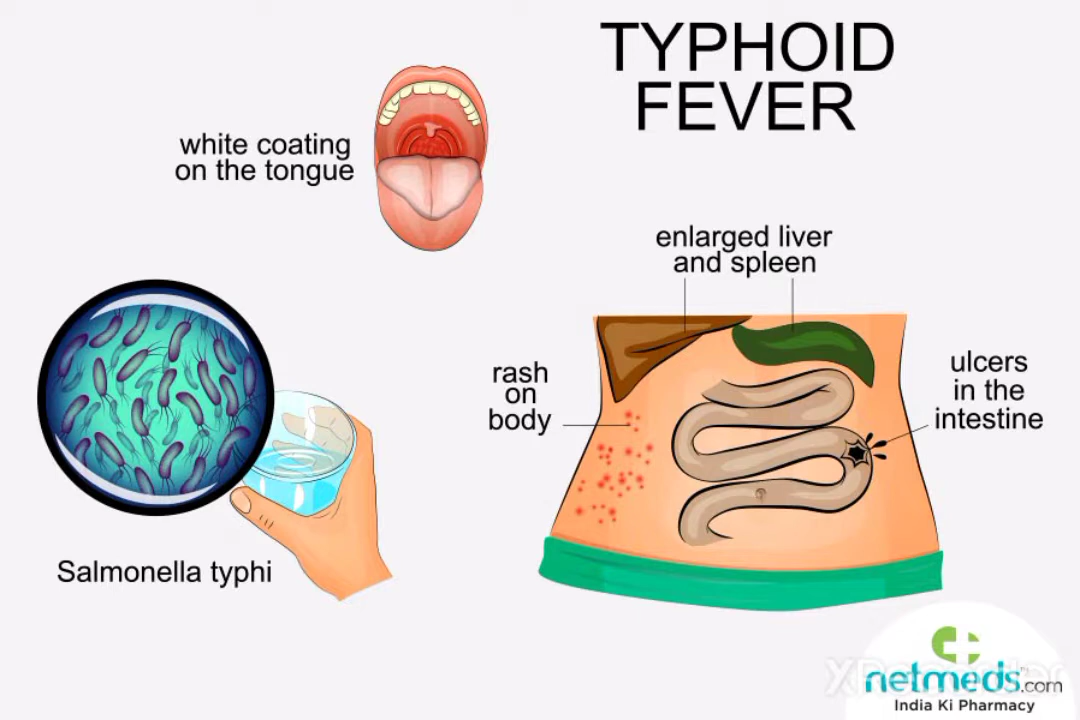 TYPHOID
FEVER
white coating
on the tongue
enlarged liver
and spleen
rash
on
body
ulcers
in the
intestine
Salmonella typhi
netmeds.com
India Ki Pharmacy